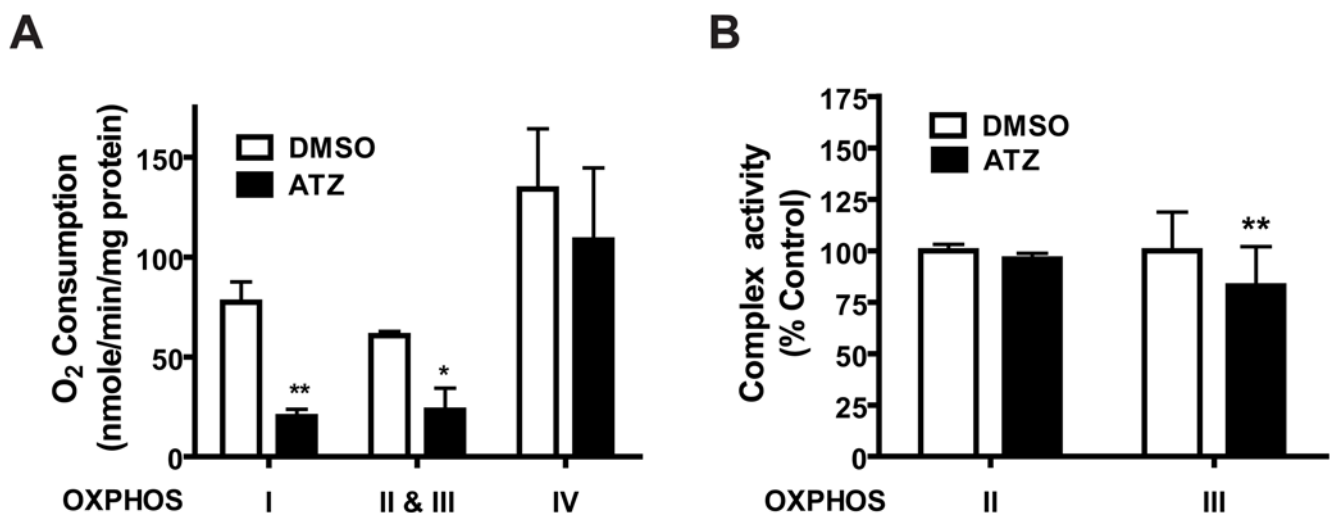 A
O2 Consumption
(nmole/min/mg protein)
150
100
50
0
DMSO
ATZ
**
*
OXPHOS I II & III IV
B
Complex activity
(% Control)
175
150
125
100
75
50
25
0
DMSO
ATZ
**
OXPHOS II III